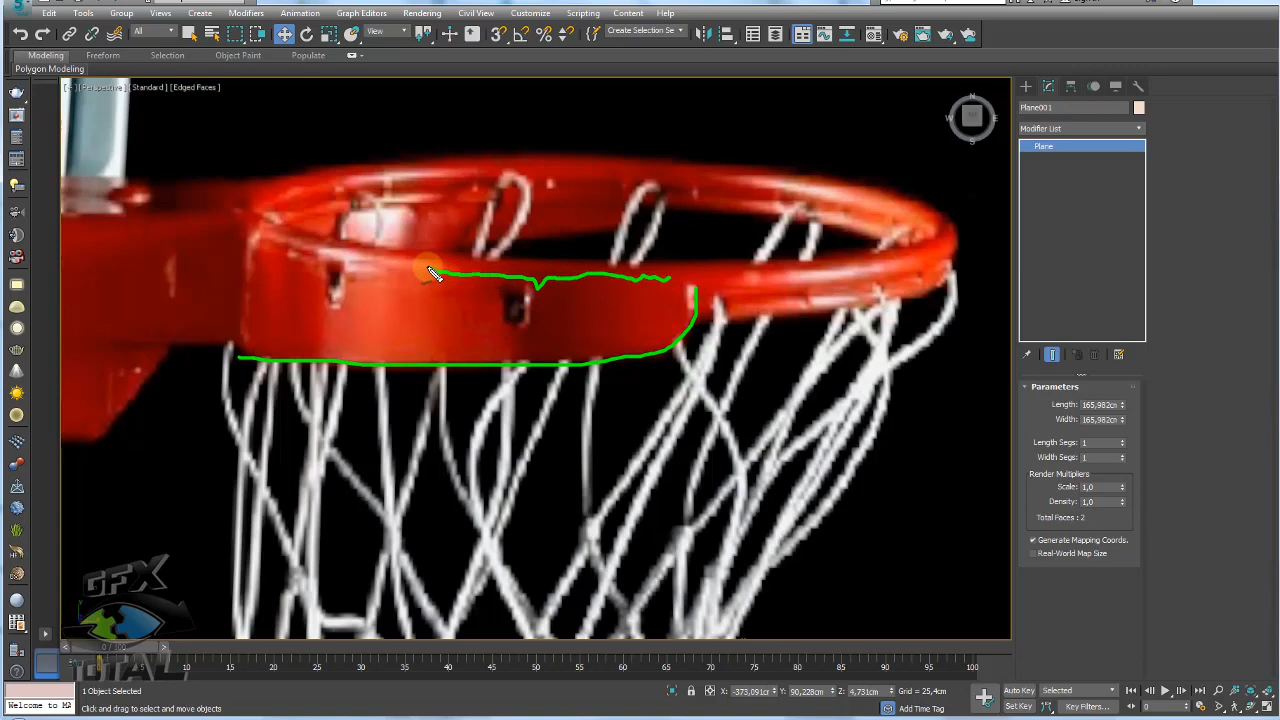 Edit Tools Group Views Create Modifiers Animation Graph Editors Rendering Civil View Customize Scripting Content Help
All View Create Selection Se
Modeling Freeform Selection Object Paint Populate
Polygon Modeling
[+] [Perspective] [Standard] [Edged Faces]
N
W E
S
Plane001
Modifier List
Plane
Parameters
Length: 165,982cm
Width: 165,982cm
Length Segs: 1
Width Segs: 1
Render Multipliers
Scale: 1,0
Density: 1,0
Total Faces : 2
Generate Mapping Coords.
Real-World Map Size
GFX
TOTAL
0 / 100
10 15 20 25 30 35 40 45 50 55 60 65 70 75 80 85 90 95 100
1 Object Selected
X: -373,091cm Y: 90,228cm Z: 4,731cm Grid = 25,4cm
Auto Key Selected
Welcome to M
Click and drag to select and move objects
Add Time Tag
Set Key Key Filters... 0